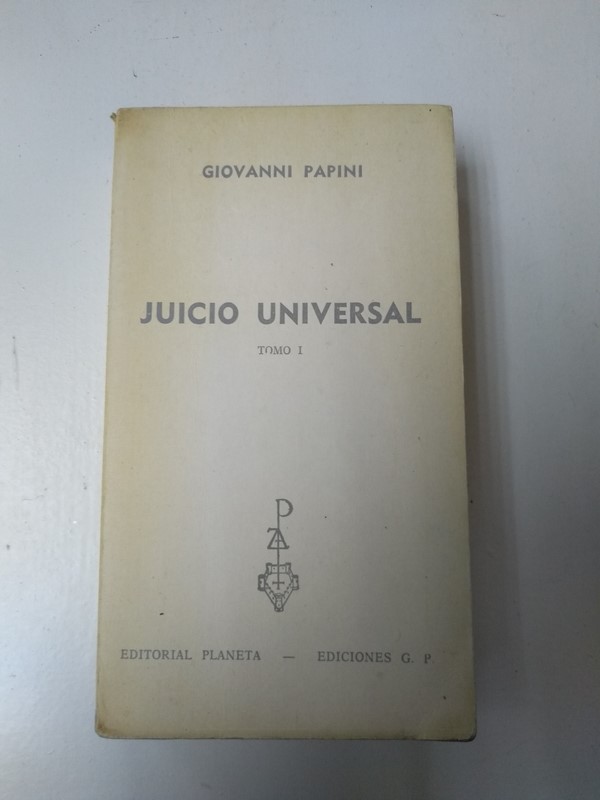 GIOVANNI PAPINI
JUICIO UNIVERSAL
TOMO I
EDITORIAL PLANETA — EDICIONES G. P.